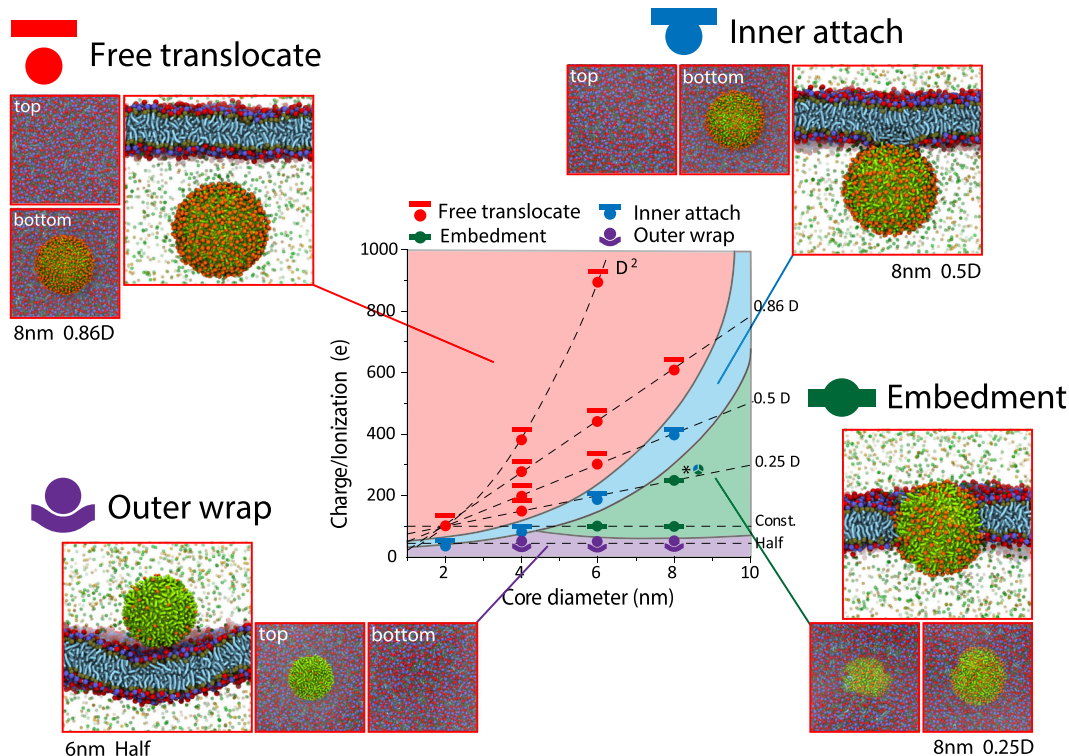 Free translocate
top
bottom
8nm 0.86D
Inner attach
top
bottom
8nm 0.5D
Free translocate
Inner attach
Embedment
Outer wrap
1000
800
600
400
200
0
Charge/Ionization (e)
2
4
6
8
10
Core diameter (nm)
D²
0.86 D
0.5 D
0.25 D
Const.
Half
*
Embedment
8nm 0.25D
Outer wrap
top
bottom
6nm Half